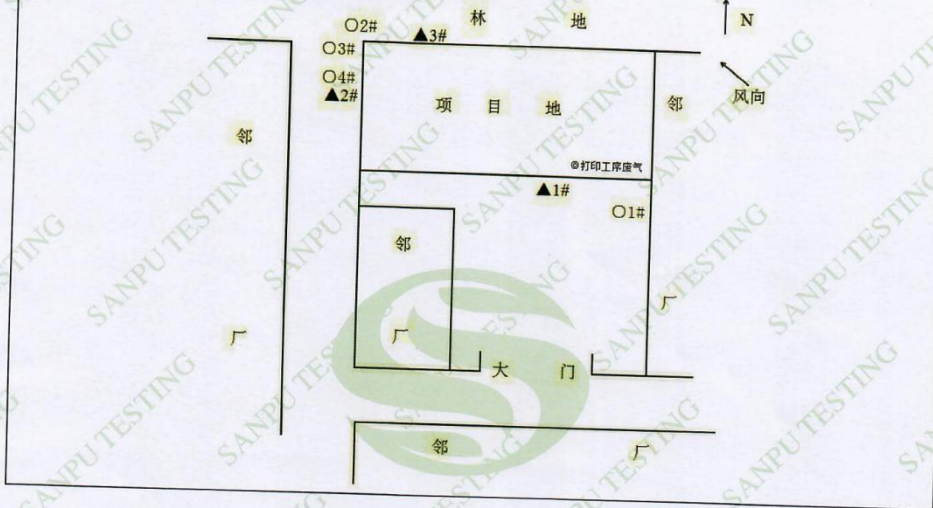 ○2#
林 地
N
▲3#
○3#
○4#
▲2#
项 目 地
邻
风向
邻
◎打印工序废气
▲1#
○1#
邻
厂
厂
厂
大 门
邻
厂
SANPU TESTING